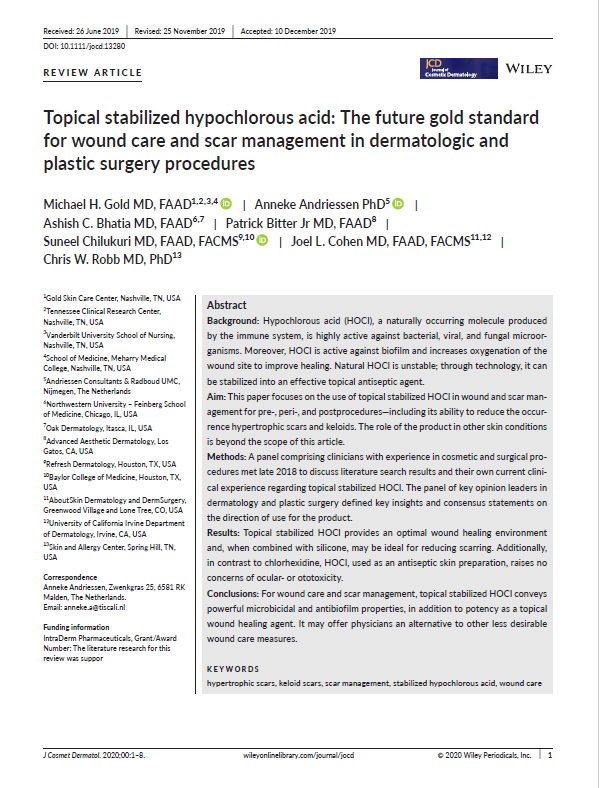 Received: 26 June 2019 | Revised: 25 November 2019 | Accepted: 10 December 2019
DOI: 10.1111/jocd.13280
REVIEW ARTICLE
JCD Journal of Cosmetic Dermatology WILEY
Topical stabilized hypochlorous acid: The future gold standard
for wound care and scar management in dermatologic and
plastic surgery procedures
Michael H. Gold MD, FAAD1,2,3,4 iD | Anneke Andriessen PhD5 iD |
Ashish C. Bhatia MD, FAAD6,7 | Patrick Bitter Jr MD, FAAD8 |
Suneel Chilukuri MD, FAAD, FACMS9,10 iD | Joel L. Cohen MD, FAAD, FACMS11,12 |
Chris W. Robb MD, PhD13
1Gold Skin Care Center, Nashville, TN, USA
2Tennessee Clinical Research Center,
Nashville, TN, USA
3Vanderbilt University School of Nursing,
Nashville, TN, USA
4School of Medicine, Meharry Medical
College, Nashville, TN, USA
5Andriessen Consultants & Radboud UMC,
Nijmegen, The Netherlands
6Northwestern University – Feinberg School
of Medicine, Chicago, IL, USA
7Oak Dermatology, Itasca, IL, USA
8Advanced Aesthetic Dermatology, Los
Gatos, CA, USA
9Refresh Dermatology, Houston, TX, USA
10Baylor College of Medicine, Houston, TX,
USA
11AboutSkin Dermatology and DermSurgery,
Greenwood Village and Lone Tree, CO, USA
12University of California Irvine Department
of Dermatology, Irvine, CA, USA
13Skin and Allergy Center, Spring Hill, TN,
USA
Correspondence
Anneke Andriessen, Zwenkgras 25, 6581 RK
Malden, The Netherlands.
Email: anneke.a@tiscali.nl
Funding information
IntraDerm Pharmaceuticals, Grant/Award
Number: The literature research for this
review was suppor
Abstract
Background: Hypochlorous acid (HOCl), a naturally occurring molecule produced
by the immune system, is highly active against bacterial, viral, and fungal microor-
ganisms. Moreover, HOCl is active against biofilm and increases oxygenation of the
wound site to improve healing. Natural HOCl is unstable; through technology, it can
be stabilized into an effective topical antiseptic agent.
Aim: This paper focuses on the use of topical stabilized HOCl in wound and scar man-
agement for pre-, peri-, and postprocedures—including its ability to reduce the occur-
rence hypertrophic scars and keloids. The role of the product in other skin conditions
is beyond the scope of this article.
Methods: A panel comprising clinicians with experience in cosmetic and surgical pro-
cedures met late 2018 to discuss literature search results and their own current clini-
cal experience regarding topical stabilized HOCl. The panel of key opinion leaders in
dermatology and plastic surgery defined key insights and consensus statements on
the direction of use for the product.
Results: Topical stabilized HOCl provides an optimal wound healing environment
and, when combined with silicone, may be ideal for reducing scarring. Additionally,
in contrast to chlorhexidine, HOCl, used as an antiseptic skin preparation, raises no
concerns of ocular- or ototoxicity.
Conclusions: For wound care and scar management, topical stabilized HOCl conveys
powerful microbicidal and antibiofilm properties, in addition to potency as a topical
wound healing agent. It may offer physicians an alternative to other less desirable
wound care measures.
KEYWORDS
hypertrophic scars, keloid scars, scar management, stabilized hypochlorous acid, wound care
J Cosmet Dermatol. 2020;00:1–8. wileyonlinelibrary.com/journal/jocd © 2020 Wiley Periodicals, Inc. | 1